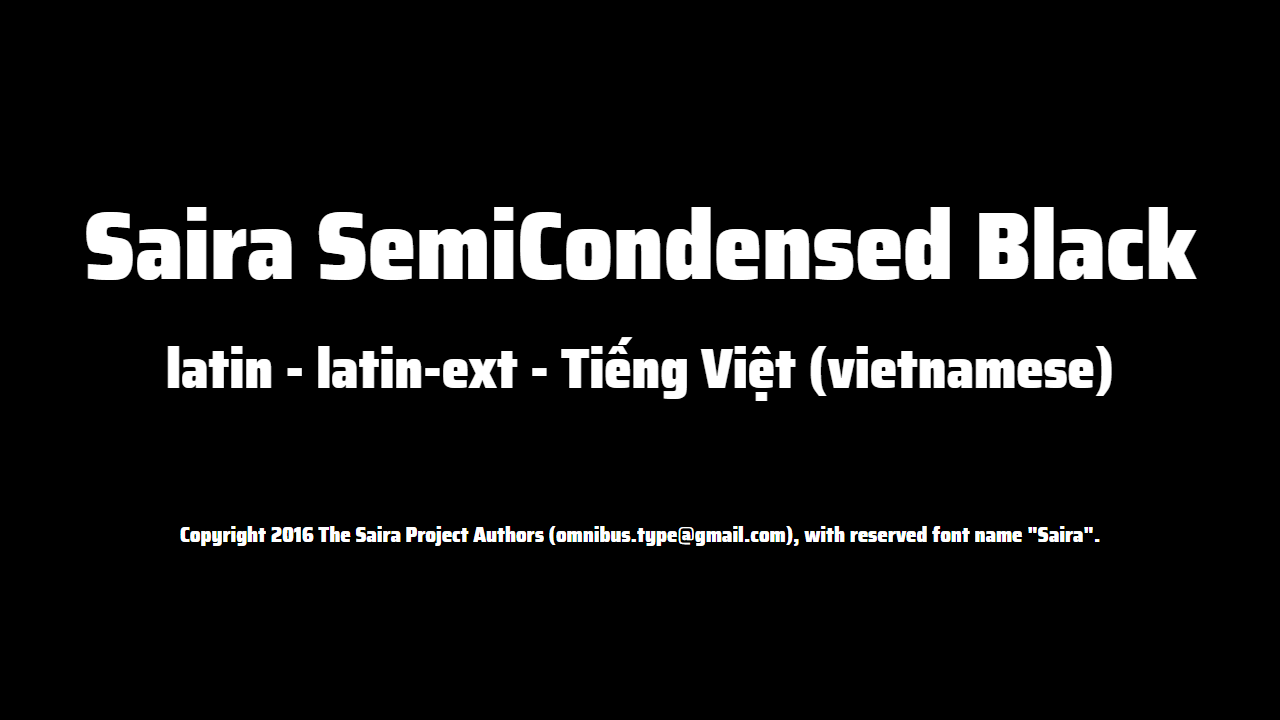 Saira SemiCondensed Black
latin - latin-ext - Tiếng Việt (vietnamese)
Copyright 2016 The Saira Project Authors (omnibus.type@gmail.com), with reserved font name "Saira".